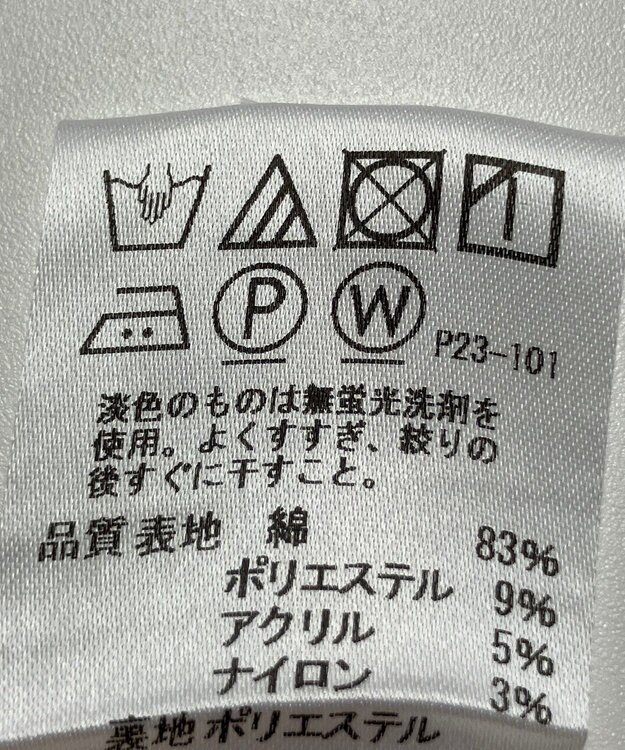 P W P23-101
淡色のものは無蛍光洗剤を
使用。よくすすぎ、絞りの
後すぐに干すこと。
品質 表地 綿 83%
ポリエステル 9%
アクリル 5%
ナイロン 3%
裏地 ポリエステル